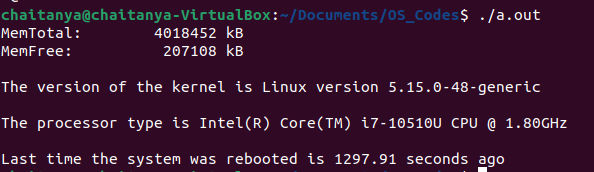 chaitanya@chaitanya-VirtualBox:~/Documents/OS_Codes$ ./a.out
MemTotal:        4018452 kB
MemFree:          207108 kB
The version of the kernel is Linux version 5.15.0-48-generic
The processor type is Intel(R) Core(TM) i7-10510U CPU @ 1.80GHz
Last time the system was rebooted is 1297.91 seconds ago